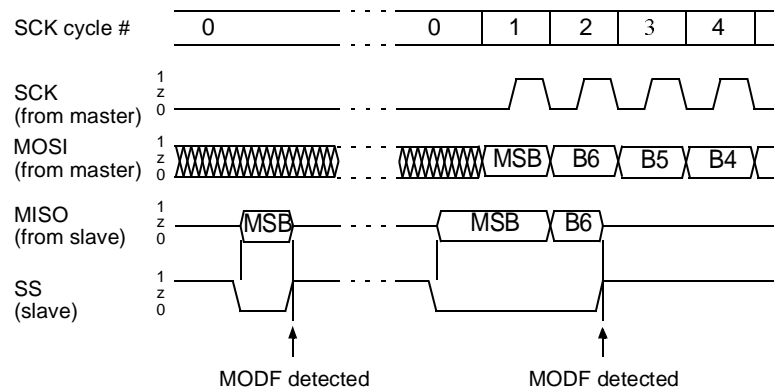 SCK cycle # 0 0 1 2 3 4
SCK
(from master)
1
z
0
MOSI
(from master)
1
z
0
MSB B6 B5 B4
MISO
(from slave)
1
z
0
MSB MSB B6
SS
(slave)
1
z
0
MODF detected MODF detected